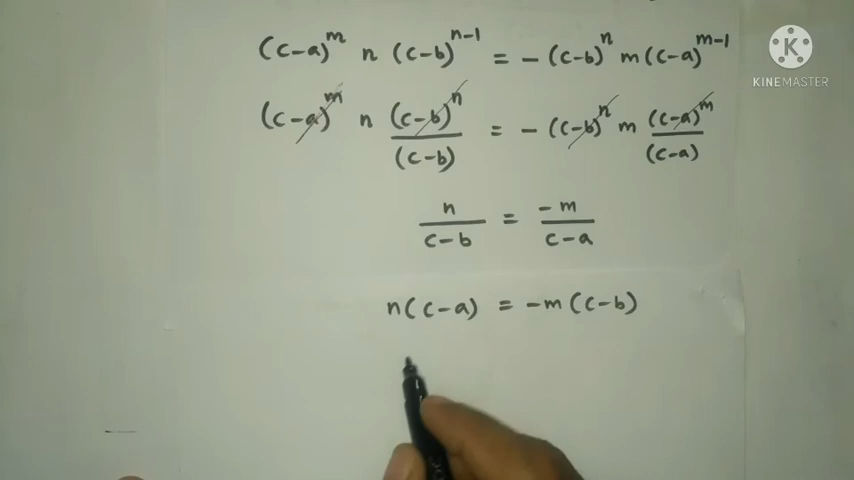 (c-a)^m n (c-b)^{n-1} = - (c-b)^n m (c-a)^{m-1}
(c-a)^m n (c-b)^n/(c-b) = - (c-b)^n m (c-a)^m/(c-a)
n/(c-b) = -m/(c-a)
n(c-a) = -m(c-b)
K
KINEMASTER